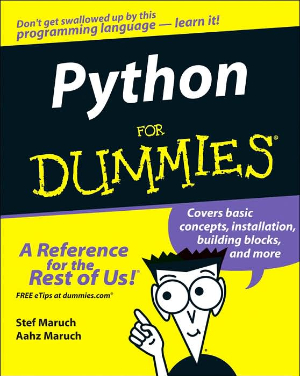 Don't get swallowed up by this
programming language — learn it!
Python
FOR
DUMMIES®
Covers basic
concepts, installation,
building blocks,
and more
A Reference
for the
Rest of Us!®
FREE eTips at dummies.com®
Stef Maruch
Aahz Maruch